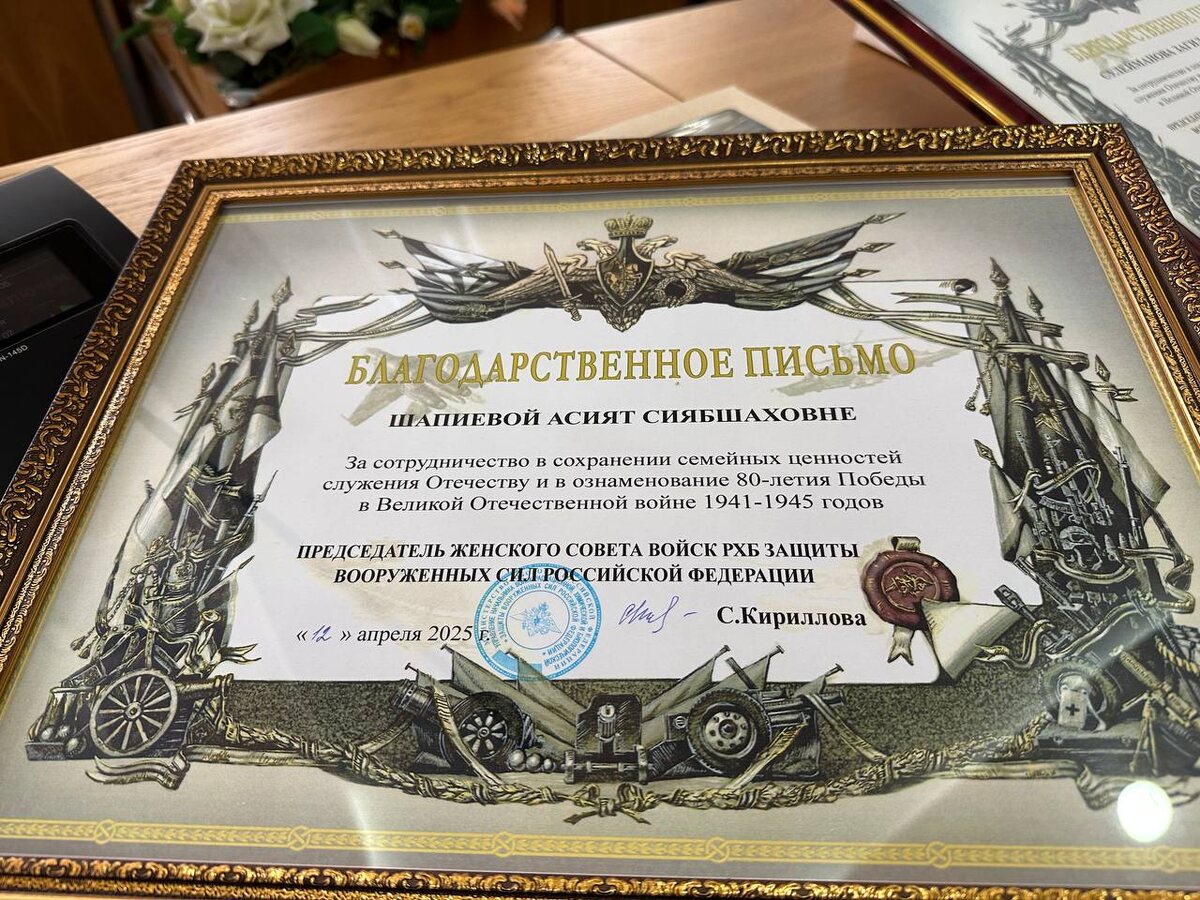 БЛАГОДАРСТВЕННОЕ ПИСЬМО
ШАПИЕВОЙ АСИЯТ СИЯБШАХОВНЕ
За сотрудничество в сохранении семейных ценностей
служения Отечеству и в ознаменование 80-летия Победы
в Великой Отечественной войне 1941-1945 годов
ПРЕДСЕДАТЕЛЬ ЖЕНСКОГО СОВЕТА ВОЙСК РХБ ЗАЩИТЫ
ВООРУЖЕННЫХ СИЛ РОССИЙСКОЙ ФЕДЕРАЦИИ
С.Кириллова
«12» апреля 2025 г.
N-145D